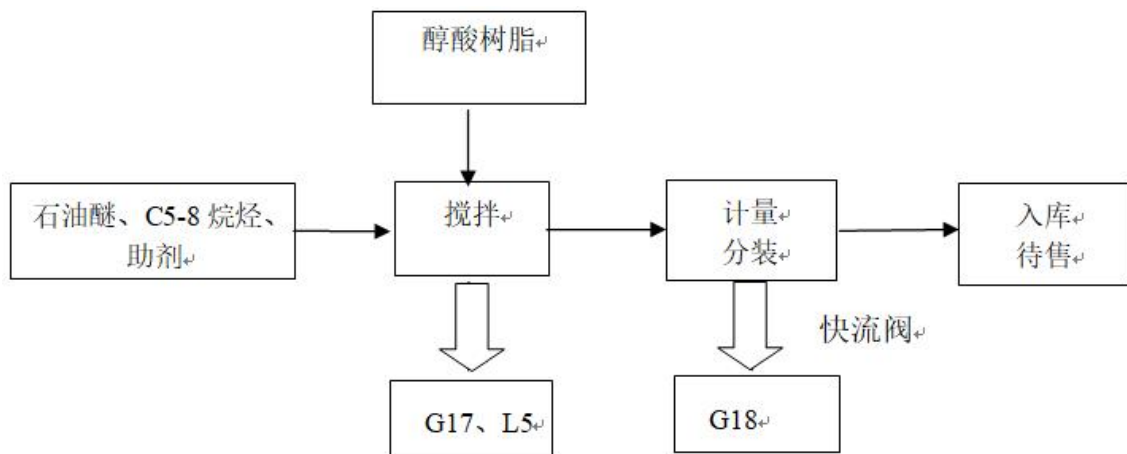 醇酸树脂
石油醚、C5-8 烷烃、
助剂
搅拌
计量
分装
入库
待售
快流阀
G17、L5
G18